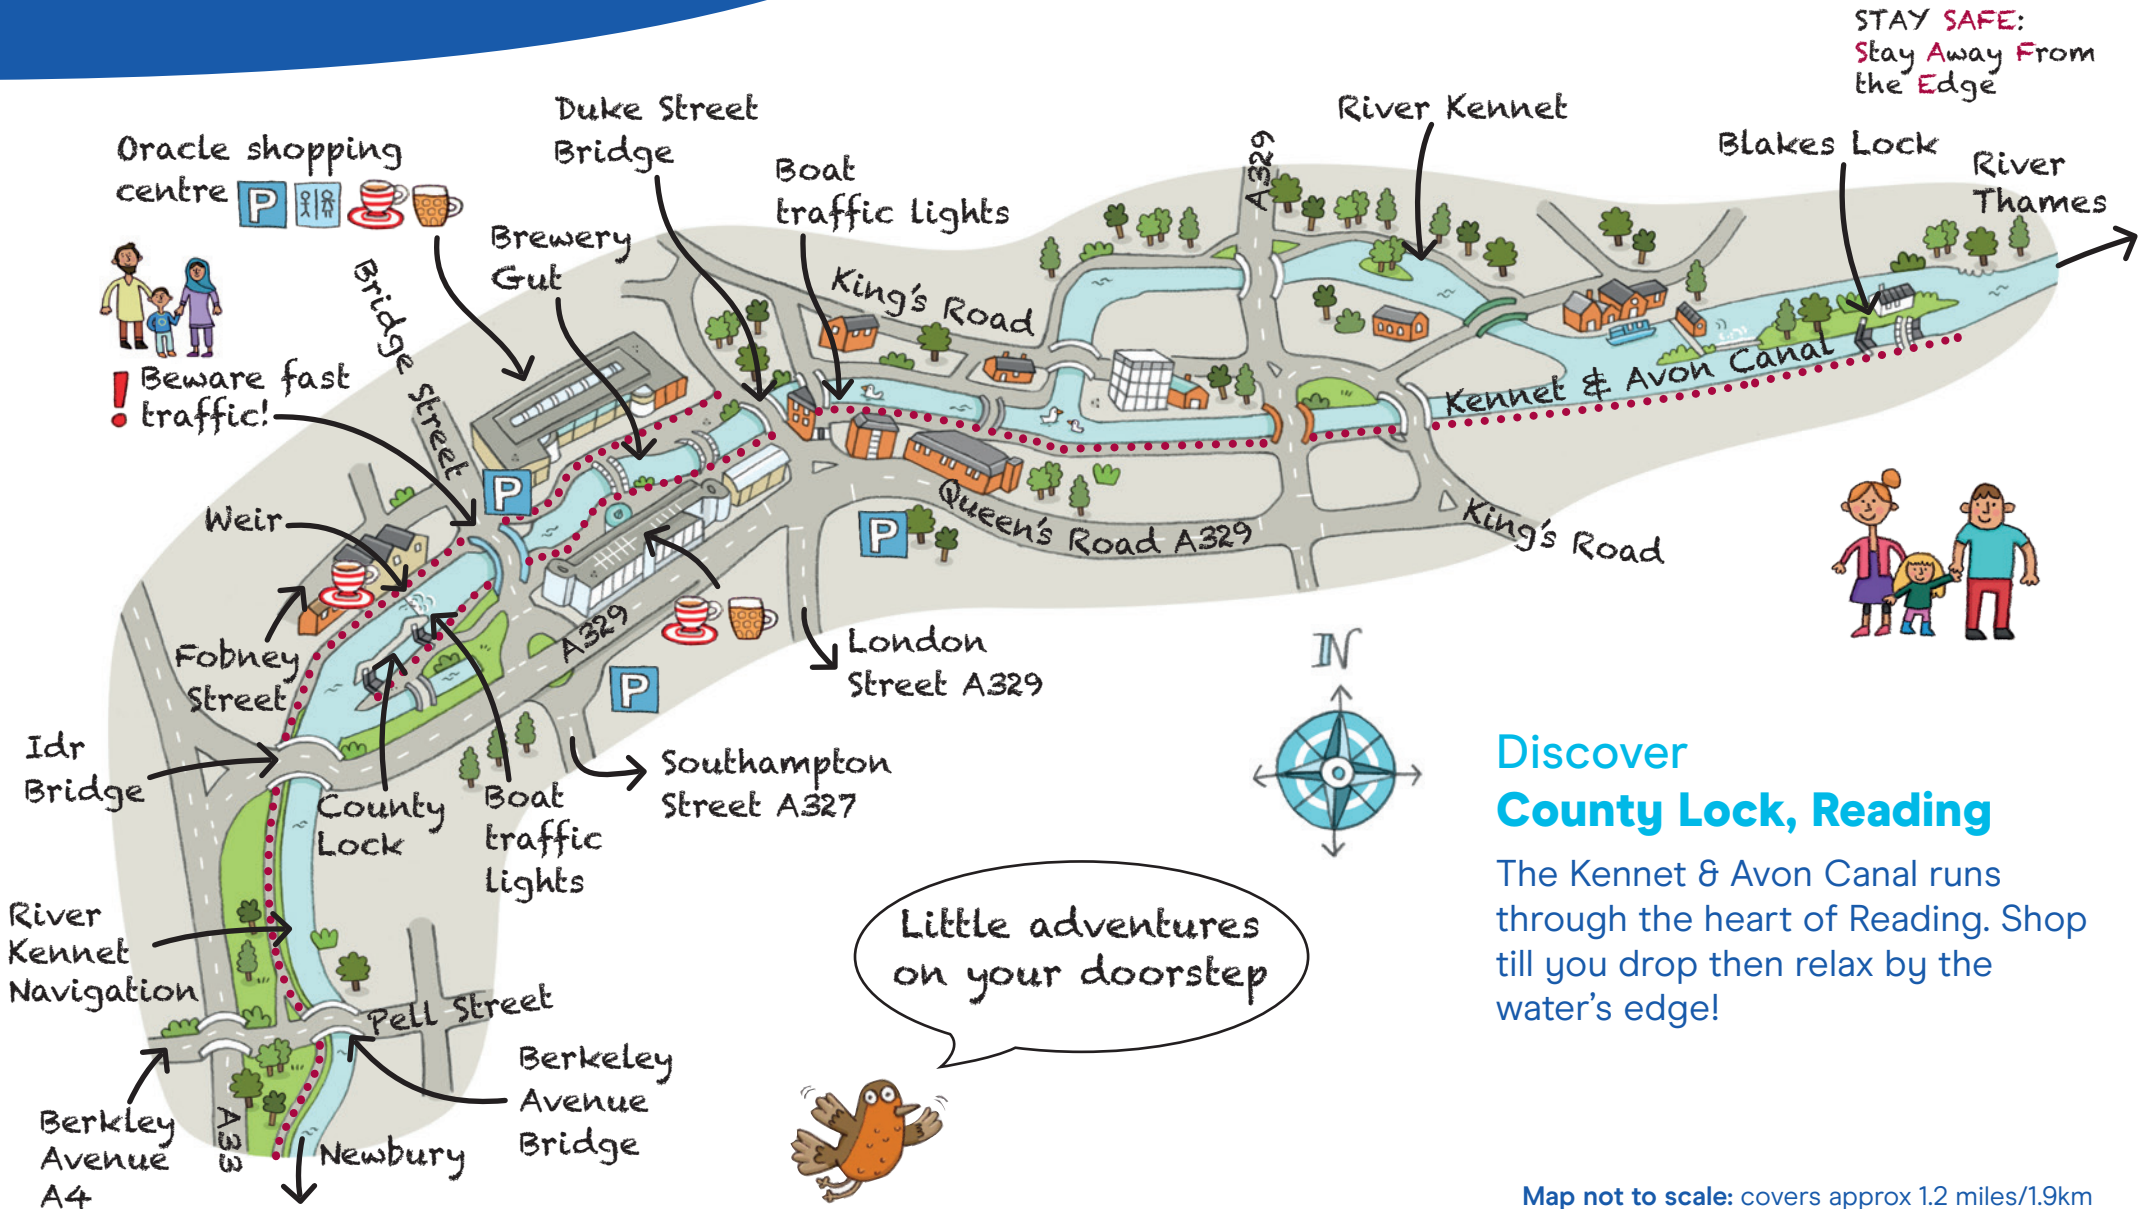 STAY SAFE:
Stay Away From
the Edge
Oracle shopping
centre P
Duke Street
Bridge
Boat
traffic lights
River Kennet
Blakes Lock
River
Thames
A329
Brewery
Gut
Bridge Street
King's Road
! Beware fast
traffic!
P
Kennet & Avon Canal
Weir
P
Queen's Road A329
King's Road
Fobney
Street
A329
P
London
Street A329
N
Idr
Bridge
County
Lock
Boat
traffic
lights
Southampton
Street A327
Discover
County Lock, Reading
The Kennet & Avon Canal runs
through the heart of Reading. Shop
till you drop then relax by the
water's edge!
River
Kennet
Navigation
Little adventures
on your doorstep
Pell Street
Berkeley
Avenue
Bridge
Berkley
Avenue
A4
A33
Newbury
Map not to scale: covers approx 1.2 miles/1.9km